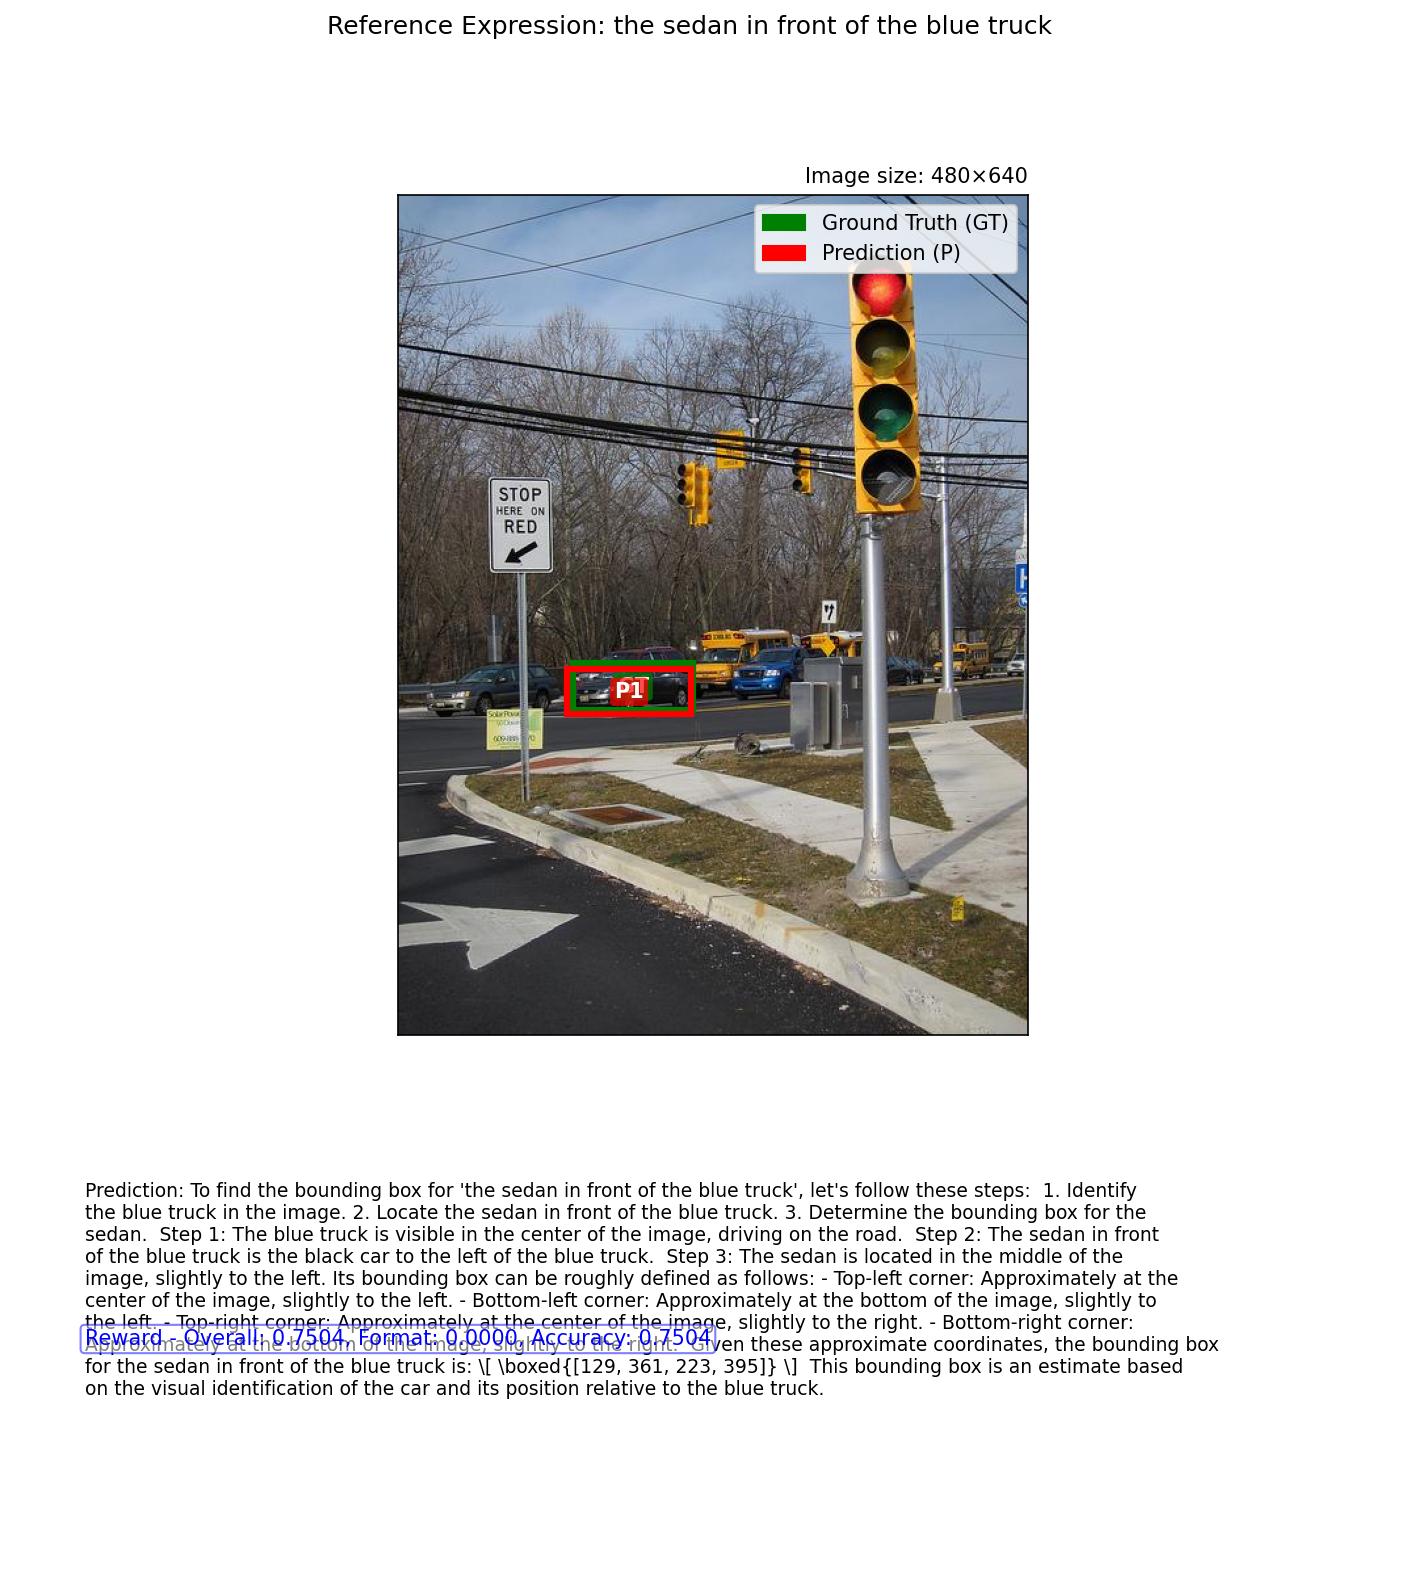 Reference Expression: the sedan in front of the blue truck
Image size: 480×640
Ground Truth (GT)
Prediction (P)
STOP
HERE ON
RED
P1
Prediction: To find the bounding box for 'the sedan in front of the blue truck', let's follow these steps:  1. Identify
the blue truck in the image. 2. Locate the sedan in front of the blue truck. 3. Determine the bounding box for the
sedan.  Step 1: The blue truck is visible in the center of the image, driving on the road.  Step 2: The sedan in front
of the blue truck is the black car to the left of the blue truck.  Step 3: The sedan is located in the middle of the
image, slightly to the left. Its bounding box can be roughly defined as follows: - Top-left corner: Approximately at the
center of the image, slightly to the left. - Bottom-left corner: Approximately at the bottom of the image, slightly to
the left. - Top-right corner: Approximately at the center of the image, slightly to the right. - Bottom-right corner:
Reward - Overall: 0.7504, Format: 0.0000, Accuracy: 0.7504
Approximately at the bottom of the image, slightly to the right.  Given these approximate coordinates, the bounding box
for the sedan in front of the blue truck is: \[ \boxed{[129, 361, 223, 395]} \]  This bounding box is an estimate based
on the visual identification of the car and its position relative to the blue truck.